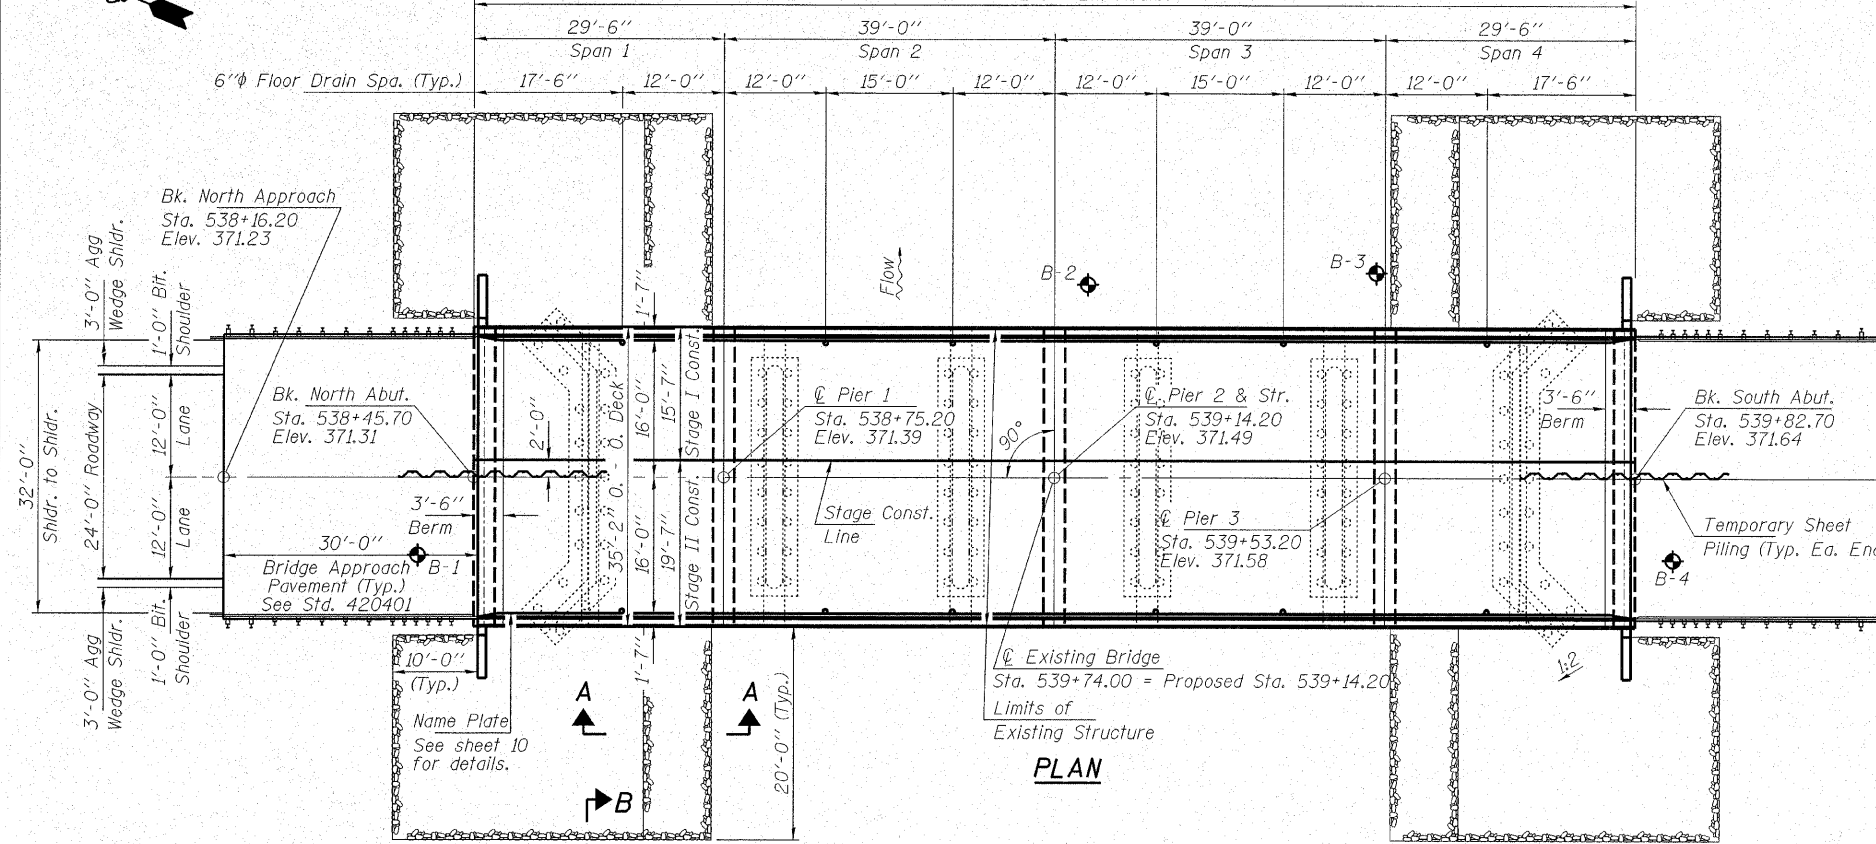 29'-6"
39'-0"
39'-0"
29'-6"
Span 1
Span 2
Span 3
Span 4
6"φ Floor Drain Spa. (Typ.)
17'-6"
12'-0"
12'-0"
15'-0"
12'-0"
12'-0"
15'-0"
12'-0"
12'-0"
17'-6"
Bk. North Approach
Sta. 538+16.20
Elev. 371.23
3'-0" Agg
Wedge Shldr.
1'-0" Bit.
Shoulder
Flow
B-2
B-3
1'-7"
32'-0"
Shldr. to Shldr.
24'-0" Roadway
12'-0"
Lane
12'-0"
Lane
Bk. North Abut.
Sta. 538+45.70
Elev. 371.31
2'-0"
35'-2" O. - O. Deck
16'-0"
15'-7"
Stage I Const.
16'-0"
19'-7"
Stage II Const.
℄ Pier 1
Sta. 538+75.20
Elev. 371.39
90°
℄ Pier 2 & Str.
Sta. 539+14.20
Elev. 371.49
3'-6"
Berm
Bk. South Abut.
Sta. 539+82.70
Elev. 371.64
3'-6"
Berm
Stage Const.
Line
℄ Pier 3
Sta. 539+53.20
Elev. 371.58
Temporary Sheet
Piling (Typ. Ea.
30'-0"
Bridge Approach
Pavement (Typ.)
See Std. 420401
B-1
B-4
3'-0" Agg
Wedge Shldr.
1'-0" Bit.
Shoulder
10'-0"
(Typ.)
1'-7"
Name Plate
See sheet 10
for details.
A
A
B
20'-0" (Typ.)
℄ Existing Bridge
Sta. 539+74.00 = Proposed Sta. 539+14.20
Limits of
Existing Structure
1:2
PLAN